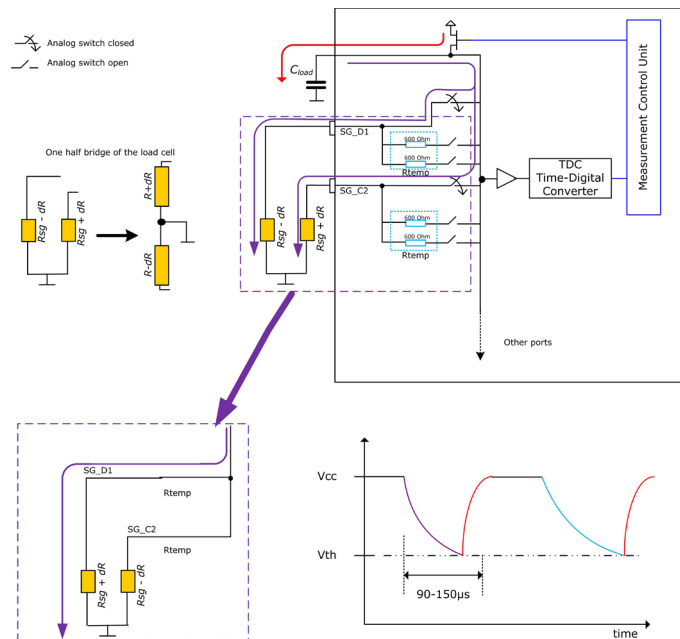 Analog switch closed
Analog switch open
Cload
Measurement Control Unit
SG_D1
600 Ohm
600 Ohm
Rtemp
SG_C2
600 Ohm
600 Ohm
Rtemp
TDC
Time-Digital
Converter
One half bridge of the load cell
Rsg - dR
Rsg + dR
R+dR
R-dR
Rsg - dR
Rsg + dR
Other ports
SG_D1
Rtemp
SG_C2
Rtemp
Rsg + dR
Rsg - dR
Vcc
Vth
90-150µs
time